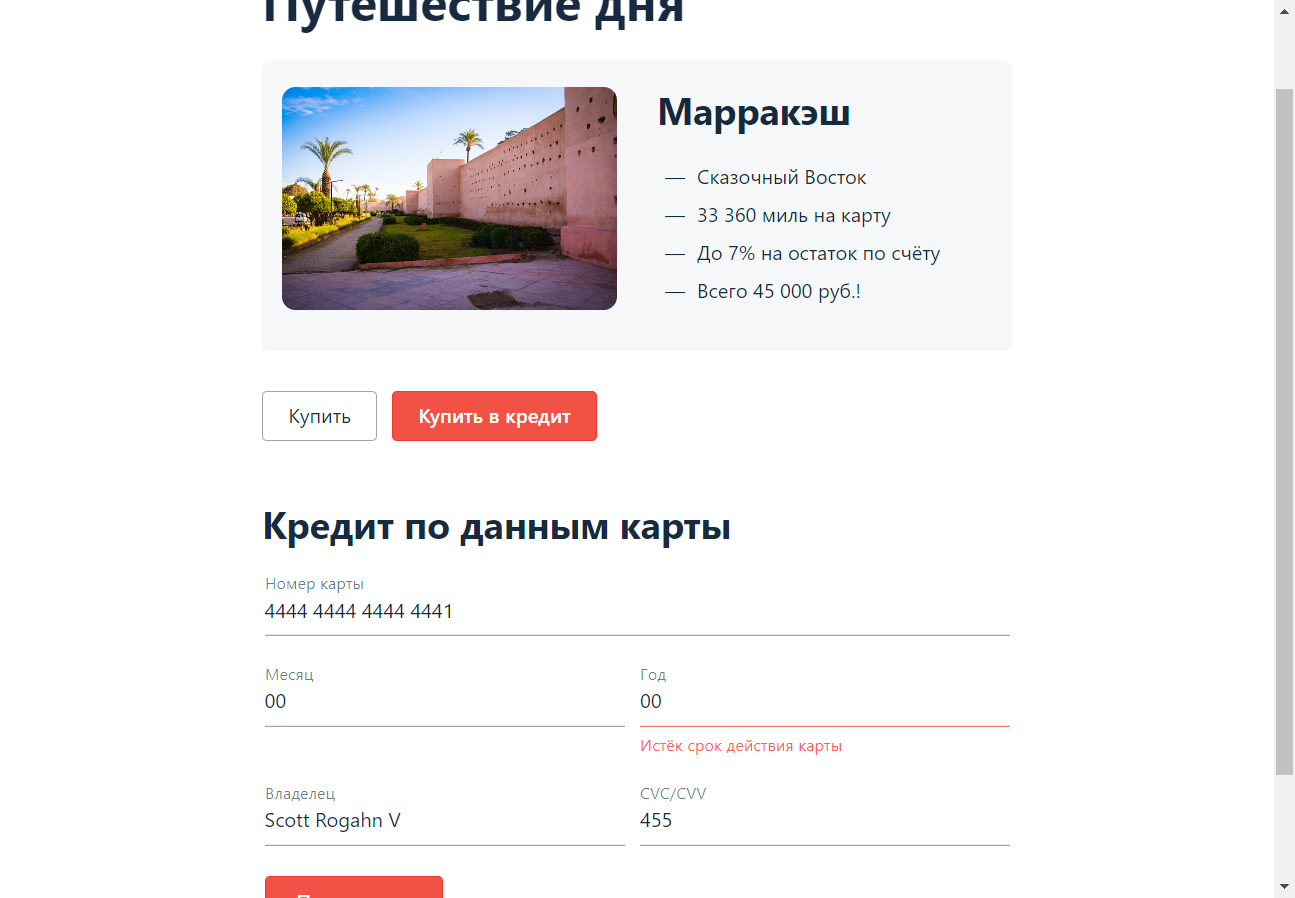 Путешествие дня
Марракэш
— Сказочный Восток
— 33 360 миль на карту
— До 7% на остаток по счёту
— Всего 45 000 руб.!
Купить
Купить в кредит
Кредит по данным карты
Номер карты
4444 4444 4444 4441
Месяц
Год
00
00
Истёк срок действия карты
Владелец
CVC/CVV
Scott Rogahn V
455